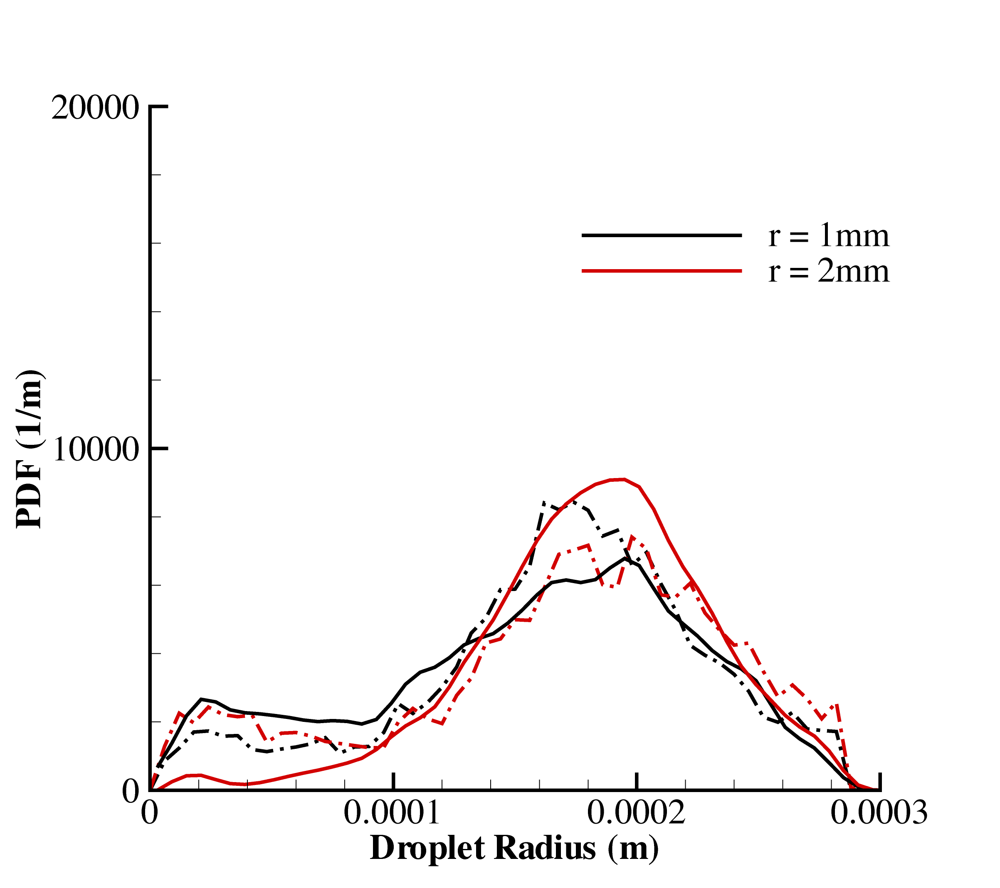 20000
r = 1mm
r = 2mm
PDF (1/m)
10000
0
0 0.0001 0.0002 0.0003
Droplet Radius (m)